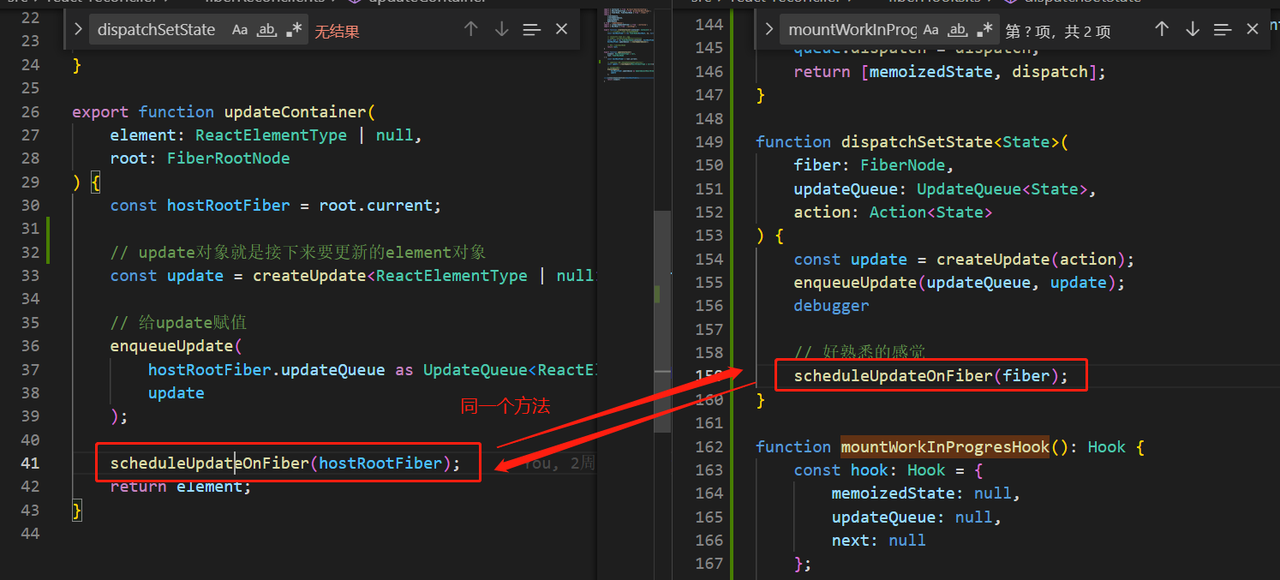 updateContainer
dispatchSetState Aa ab .* 无结果
22
23
24 }
25
26 export function updateContainer(
27 element: ReactElementType | null,
28 root: FiberRootNode
29 ) {
30 const hostRootFiber = root.current;
31
32 // update对象就是接下来要更新的element对象
33 const update = createUpdate<ReactElementType | null
34
35 // 给update赋值
36 enqueueUpdate(
37 hostRootFiber.updateQueue as UpdateQueue<ReactEl
38 update
39 );
40
41 scheduleUpdateOnFiber(hostRootFiber); You, 2周
42 return element;
43 }
44
同一个方法
dispatchSetState
mountWorkInProg Aa ab .* 第 ? 项，共 2 项
144
145 queue.dispatch = dispatch;
146 return [memoizedState, dispatch];
147 }
148
149 function dispatchSetState<State>(
150 fiber: FiberNode,
151 updateQueue: UpdateQueue<State>,
152 action: Action<State>
153 ) {
154 const update = createUpdate(action);
155 enqueueUpdate(updateQueue, update);
156 debugger
157
158 // 好熟悉的感觉
159 scheduleUpdateOnFiber(fiber);
160 }
161
162 function mountWorkInProgresHook(): Hook {
163 const hook: Hook = {
164 memoizedState: null,
165 updateQueue: null,
166 next: null
167 };